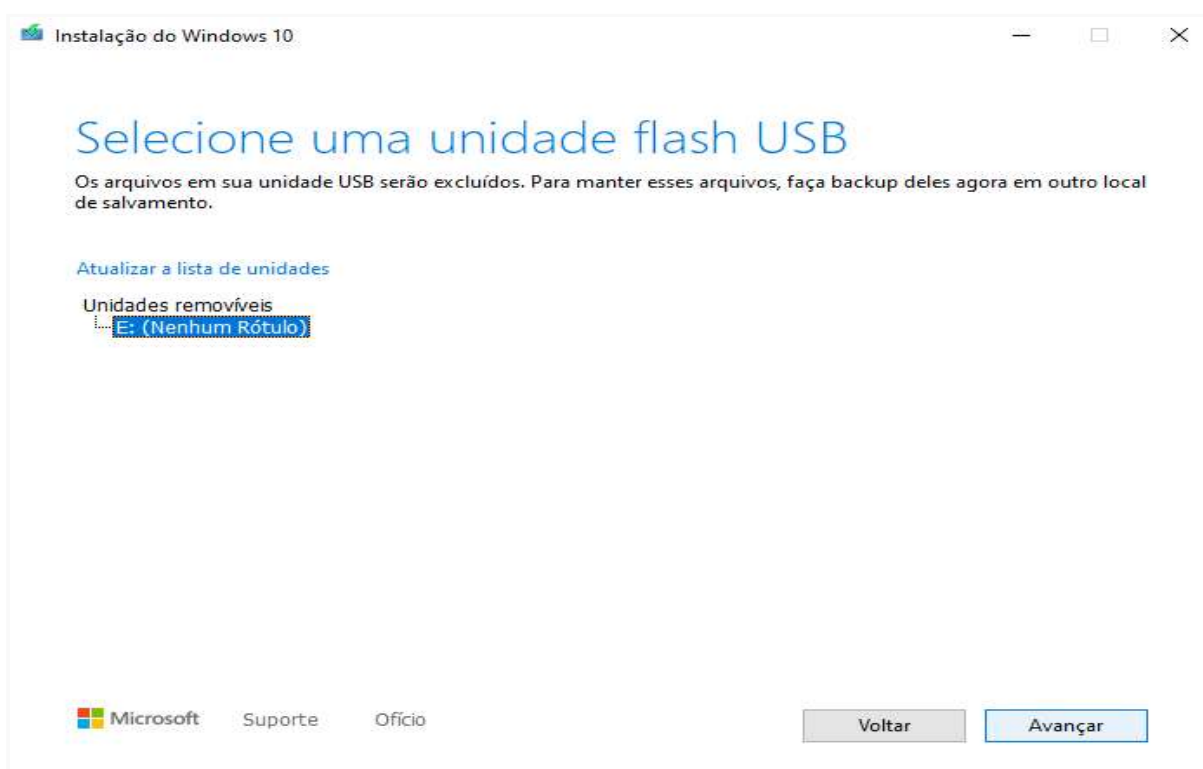 Instalação do Windows 10
Selecione uma unidade flash USB
Os arquivos em sua unidade USB serão excluídos. Para manter esses arquivos, faça backup deles agora em outro local
de salvamento.
Atualizar a lista de unidades
Unidades removíveis
E: (Nenhum Rótulo)
Microsoft Suporte Ofício
Voltar Avançar